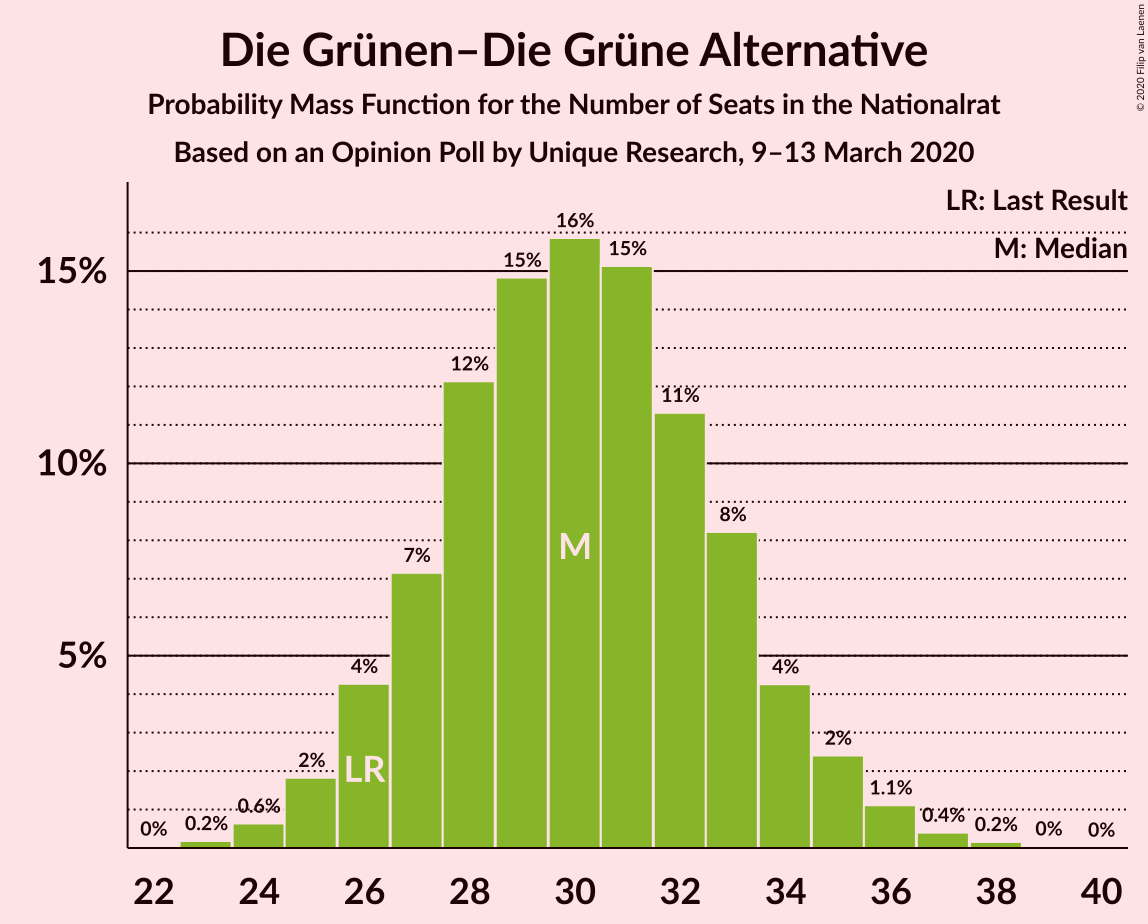 Die Grünen–Die Grüne Alternative
Probability Mass Function for the Number of Seats in the Nationalrat
Based on an Opinion Poll by Unique Research, 9–13 March 2020
© 2020 Filip van Laenen
LR: Last Result
M: Median
15%
10%
5%
0%
0.2%
0.6%
2%
4%
7%
12%
15%
16%
15%
11%
8%
4%
2%
1.1%
0.4%
0.2%
0%
0%
LR
M
22 24 26 28 30 32 34 36 38 40